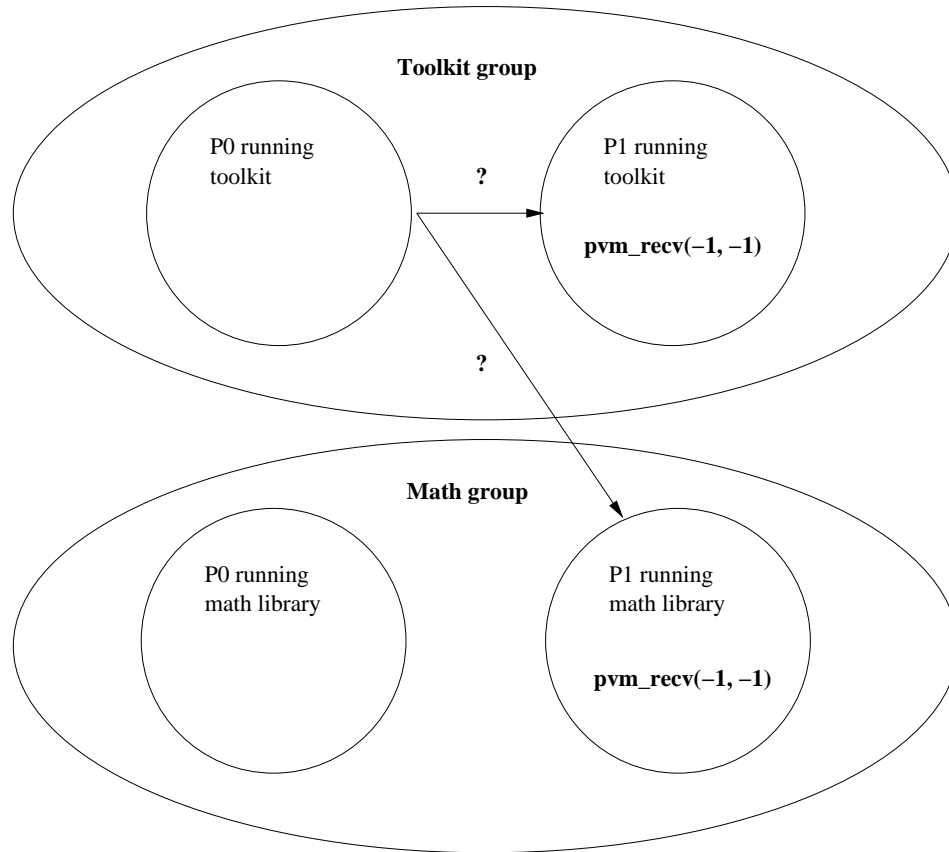 Toolkit group
P0 running
toolkit
?
P1 running
toolkit
pvm_recv(−1, −1)
?
Math group
P0 running
math library
P1 running
math library
pvm_recv(−1, −1)